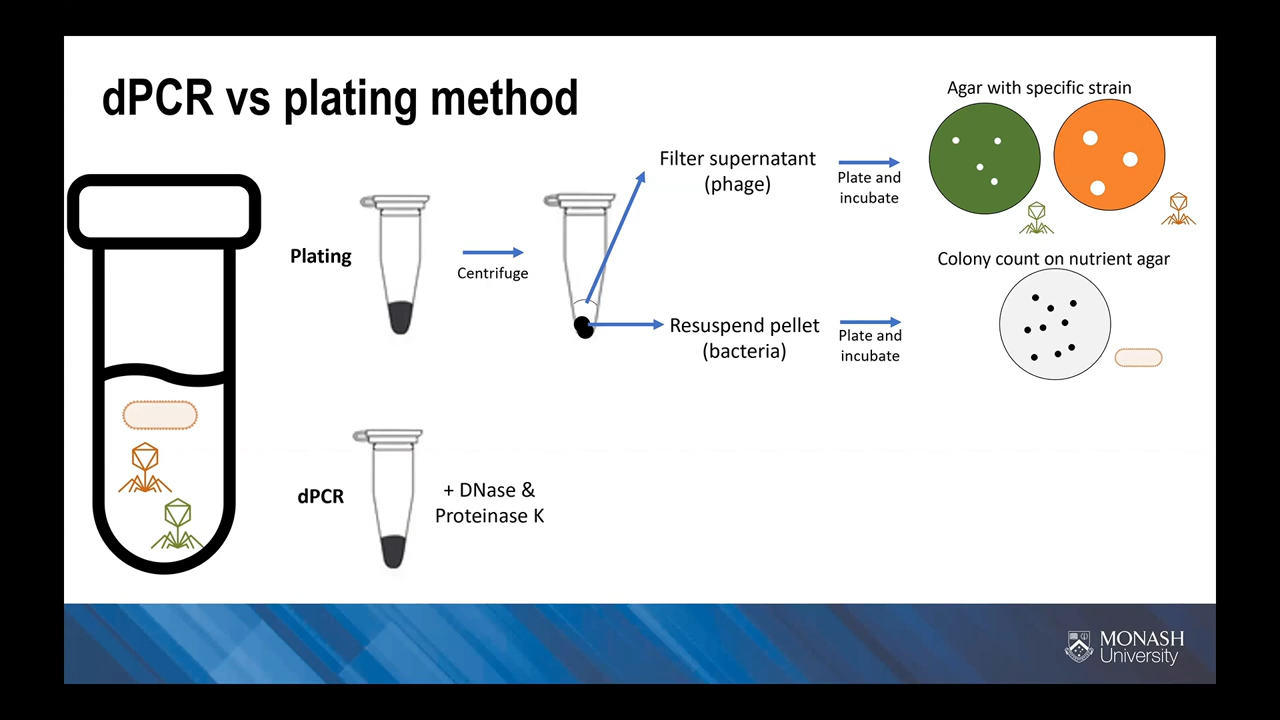 dPCR vs plating method
Agar with specific strain
Filter supernatant
(phage)
Plate and
incubate
Plating
Centrifuge
Colony count on nutrient agar
Resuspend pellet
(bacteria)
Plate and
incubate
dPCR
+ DNase &
Proteinase K
MONASH
University